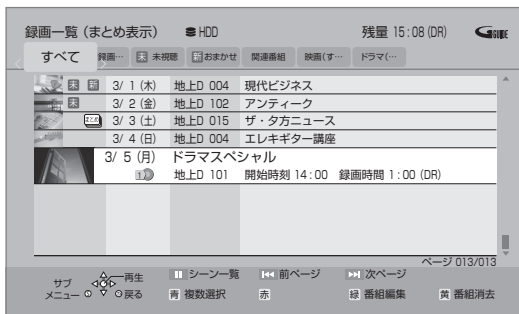 録画一覧 (まとめ表示) HDD 残量 15:08 (DR) G GUIDE
すべて 録画… 未 未視聴 新 おまかせ 関連番組 映画(す… ドラマ(…
未 新 3/ 1 (木) 地上D 004 現代ビジネス
未 3/ 2 (金) 地上D 102 アンティーク
まとめ 3/ 3 (土) 地上D 015 ザ・夕方ニュース
3/ 4 (日) 地上D 004 エレキギター講座
3/ 5 (月) ドラマスペシャル
地上D 101 開始時刻 14:00 録画時間 1:00 (DR)
ページ 013/013
サブ 再生 シーン一覧 前ページ 次ページ
メニュー 戻る 青 複数選択 赤 緑 番組編集 黄 番組消去